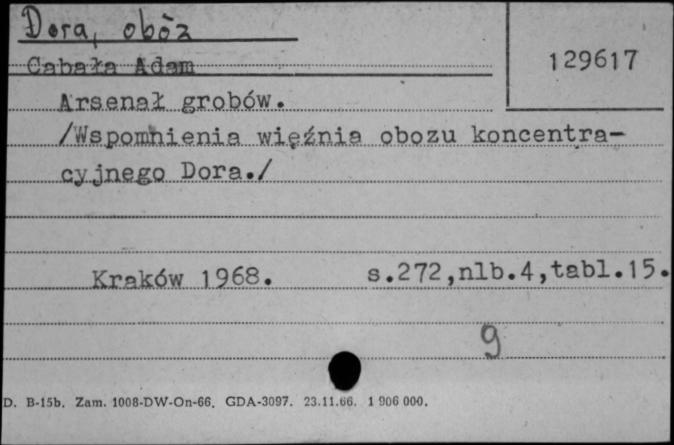 Dora, obóz
Cabała Adam
129617
Arsenał grobów.
/Wspomnienia więźnia obozu koncentra-
cyjnego Dora./
Kraków 1968. s.272,nlb.4,tabl.15.
9
D. B-15b. Zam. 1008-DW-On-66. GDA-3097. 23.11.66. 1 906 000.